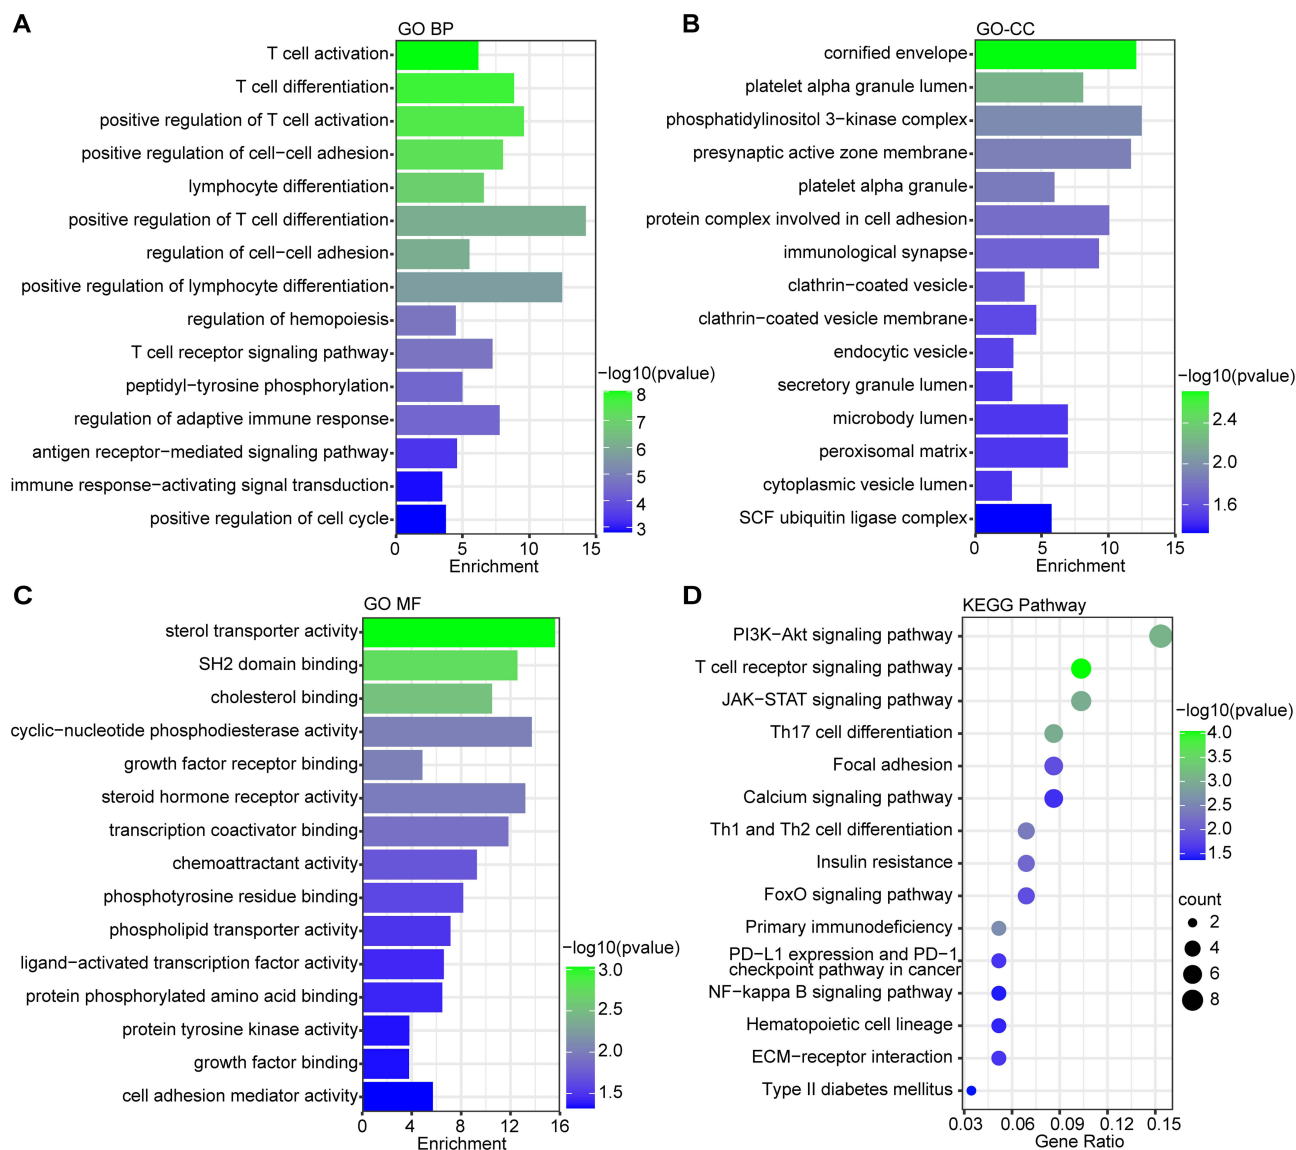 A
GO BP
T cell activation
T cell differentiation
positive regulation of T cell activation
positive regulation of cell−cell adhesion
lymphocyte differentiation
positive regulation of T cell differentiation
regulation of cell−cell adhesion
positive regulation of lymphocyte differentiation
regulation of hemopoiesis
T cell receptor signaling pathway
peptidyl−tyrosine phosphorylation
regulation of adaptive immune response
antigen receptor−mediated signaling pathway
immune response−activating signal transduction
positive regulation of cell cycle
0 5 10 15
Enrichment
−log10(pvalue)
8
7
6
5
4
3
B
GO-CC
cornified envelope
platelet alpha granule lumen
phosphatidylinositol 3−kinase complex
presynaptic active zone membrane
platelet alpha granule
protein complex involved in cell adhesion
immunological synapse
clathrin−coated vesicle
clathrin−coated vesicle membrane
endocytic vesicle
secretory granule lumen
microbody lumen
peroxisomal matrix
cytoplasmic vesicle lumen
SCF ubiquitin ligase complex
0 5 10 15
Enrichment
−log10(pvalue)
2.4
2.0
1.6
C
GO MF
sterol transporter activity
SH2 domain binding
cholesterol binding
cyclic−nucleotide phosphodiesterase activity
growth factor receptor binding
steroid hormone receptor activity
transcription coactivator binding
chemoattractant activity
phosphotyrosine residue binding
phospholipid transporter activity
ligand−activated transcription factor activity
protein phosphorylated amino acid binding
protein tyrosine kinase activity
growth factor binding
cell adhesion mediator activity
0 4 8 12 16
Enrichment
−log10(pvalue)
3.0
2.5
2.0
1.5
D
KEGG Pathway
PI3K−Akt signaling pathway
T cell receptor signaling pathway
JAK−STAT signaling pathway
Th17 cell differentiation
Focal adhesion
Calcium signaling pathway
Th1 and Th2 cell differentiation
Insulin resistance
FoxO signaling pathway
Primary immunodeficiency
PD−L1 expression and PD−1
checkpoint pathway in cancer
NF−kappa B signaling pathway
Hematopoietic cell lineage
ECM−receptor interaction
Type II diabetes mellitus
0.03 0.06 0.09 0.12 0.15
Gene Ratio
−log10(pvalue)
4.0
3.5
3.0
2.5
2.0
1.5
count
2
4
6
8